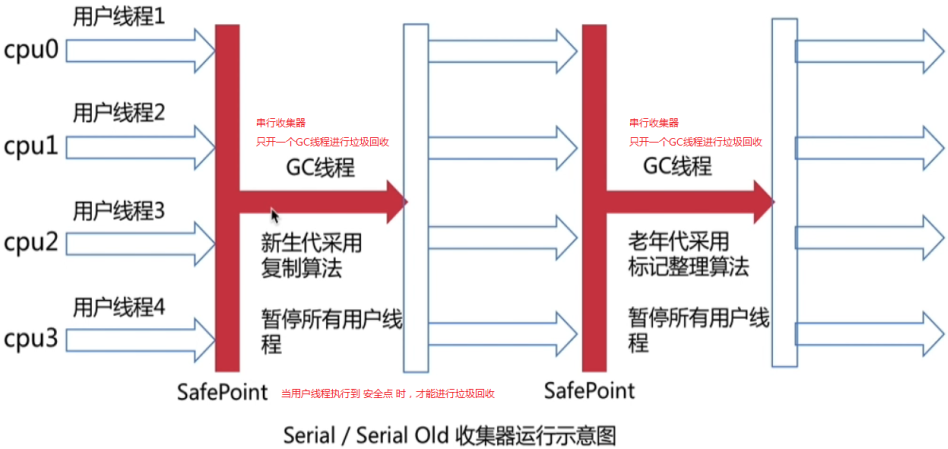 用户线程1
cpu0
用户线程2
cpu1
用户线程3
cpu2
用户线程4
cpu3
串行收集器
只开一个GC线程进行垃圾回收
GC线程
新生代采用
复制算法
暂停所有用户线
程
SafePoint
当用户线程执行到 安全点 时，才能进行垃圾回收
串行收集器
只开一个GC线程进行垃圾回收
GC线程
老年代采用
标记整理算法
暂停所有用户线
程
SafePoint
Serial / Serial Old 收集器运行示意图